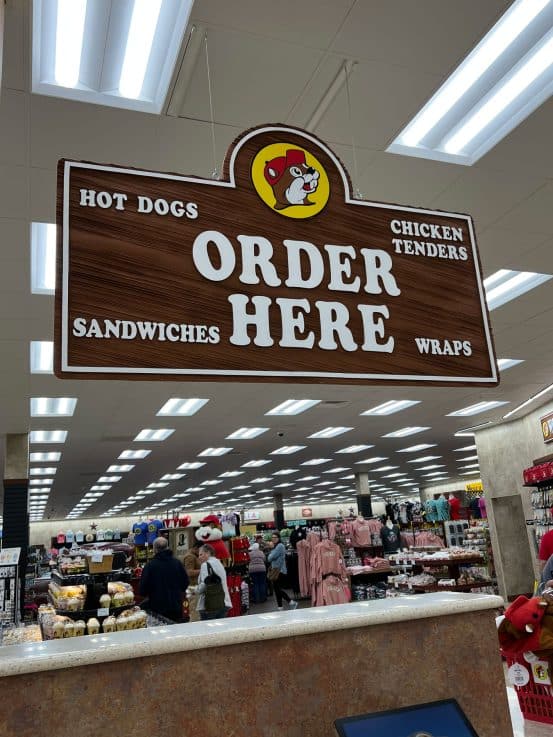 HOT DOGS
CHICKEN
TENDERS
ORDER
HERE
SANDWICHES
WRAPS